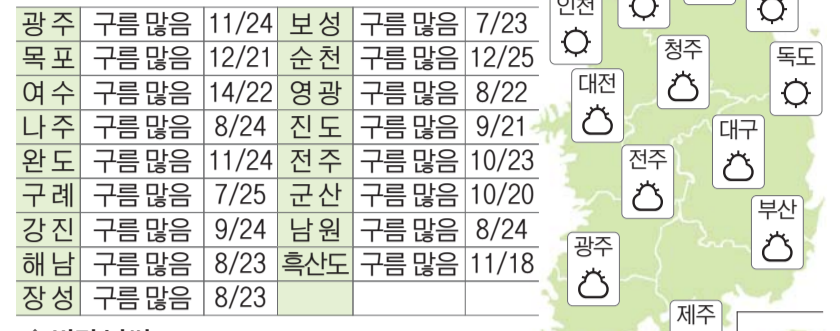 광주 구름 많음 11/24 보성 구름 많음 7/23
목포 구름 많음 12/21 순천 구름 많음 12/25
여수 구름 많음 14/22 영광 구름 많음 8/22
나주 구름 많음 8/24 진도 구름 많음 9/21
완도 구름 많음 11/24 전주 구름 많음 10/23
구례 구름 많음 7/25 군산 구름 많음 10/20
강진 구름 많음 9/24 남원 구름 많음 8/24
해남 구름 많음 8/23 흑산도 구름 많음 11/18
장성 구름 많음 8/23
인천
청주
독도
대전
대구
전주
부산
광주
제주